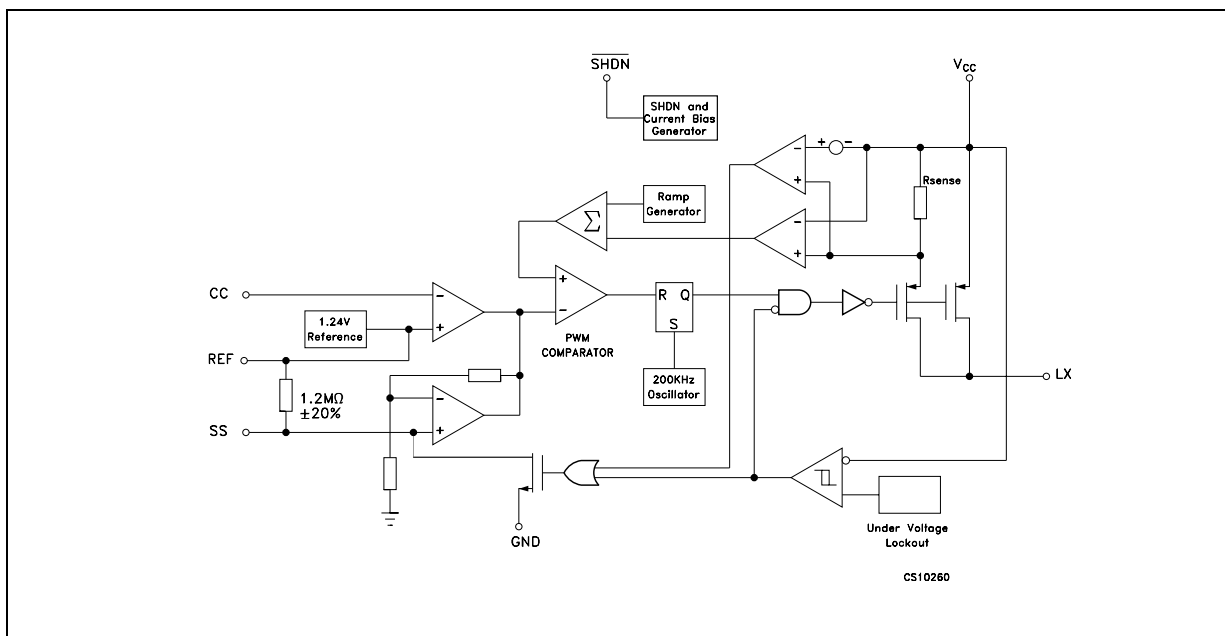 SHDN
VCC
SHDN and
Current Bias
Generator
+ -
-
+
Rsense
Ramp
Generator
Σ
-
+
CC
-
+
+
-
R Q
S
1.24V
Reference
PWM
COMPARATOR
REF
200KHz
Oscillator
LX
1.2MΩ
±20%
-
+
SS
GND
Under Voltage
Lockout
CS10260